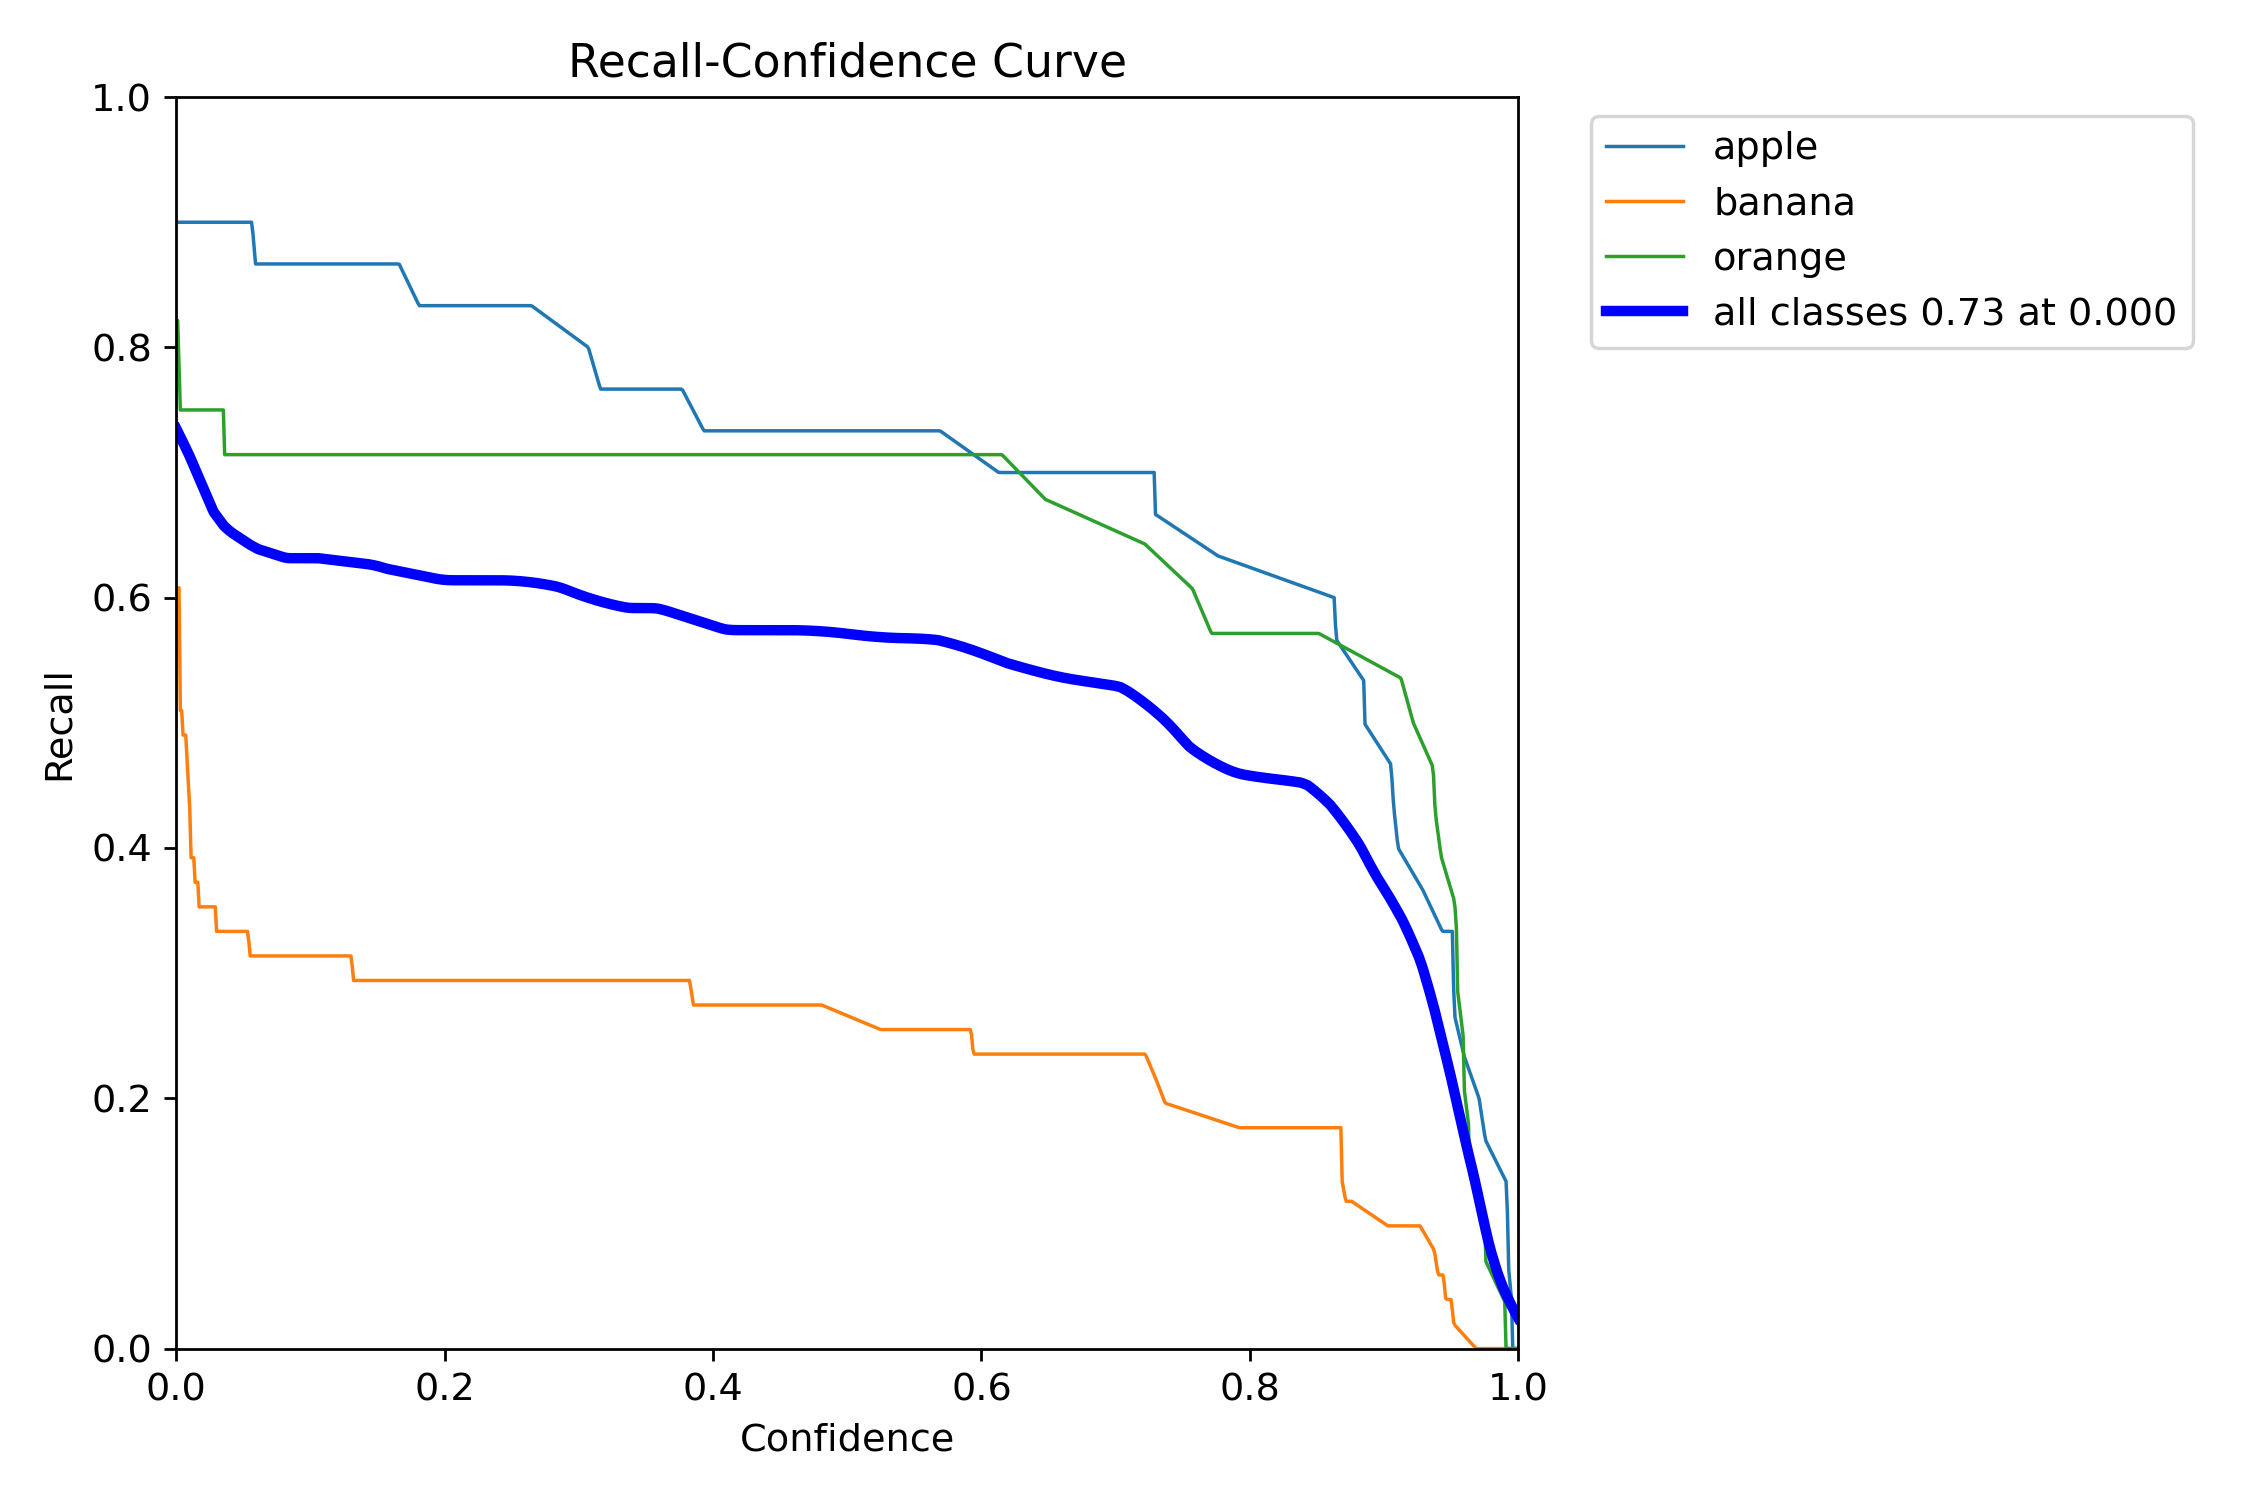 Recall-Confidence Curve
1.0
0.8
0.6
0.4
0.2
0.0
Recall
0.0 0.2 0.4 0.6 0.8 1.0
Confidence
apple
banana
orange
all classes 0.73 at 0.000